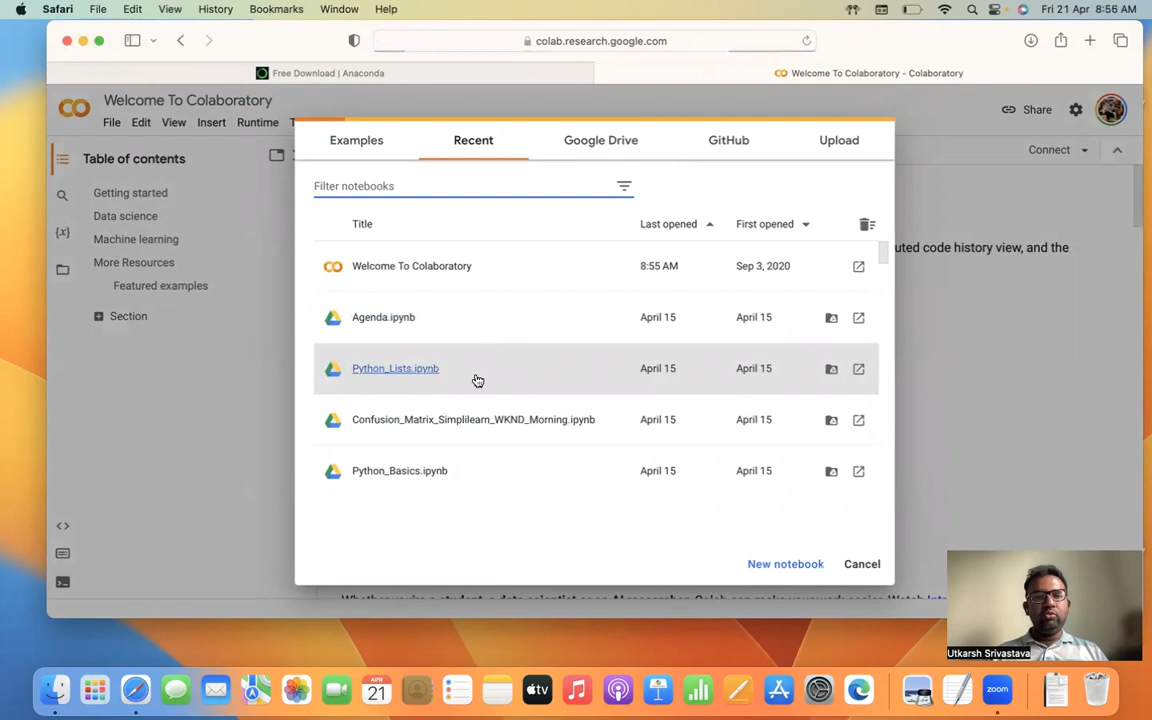 Safari File Edit View History Bookmarks Window Help Fri 21 Apr 8:56 AM
colab.research.google.com
Free Download | Anaconda
Welcome To Colaboratory - Colaboratory
Welcome To Colaboratory
File Edit View Insert Runtime T
Share
Connect
Table of contents
Getting started
Data science
Machine learning
More Resources
Featured examples
Section
Examples Recent Google Drive GitHub Upload
Filter notebooks
Title Last opened First opened
Welcome To Colaboratory 8:55 AM Sep 3, 2020
Agenda.ipynb April 15 April 15
Python_Lists.ipynb April 15 April 15
Confusion_Matrix_Simplilearn_WKND_Morning.ipynb April 15 April 15
Python_Basics.ipynb April 15 April 15
New notebook Cancel
uted code history view, and the
Utkarsh Srivastava
APR
21
tv
zoom